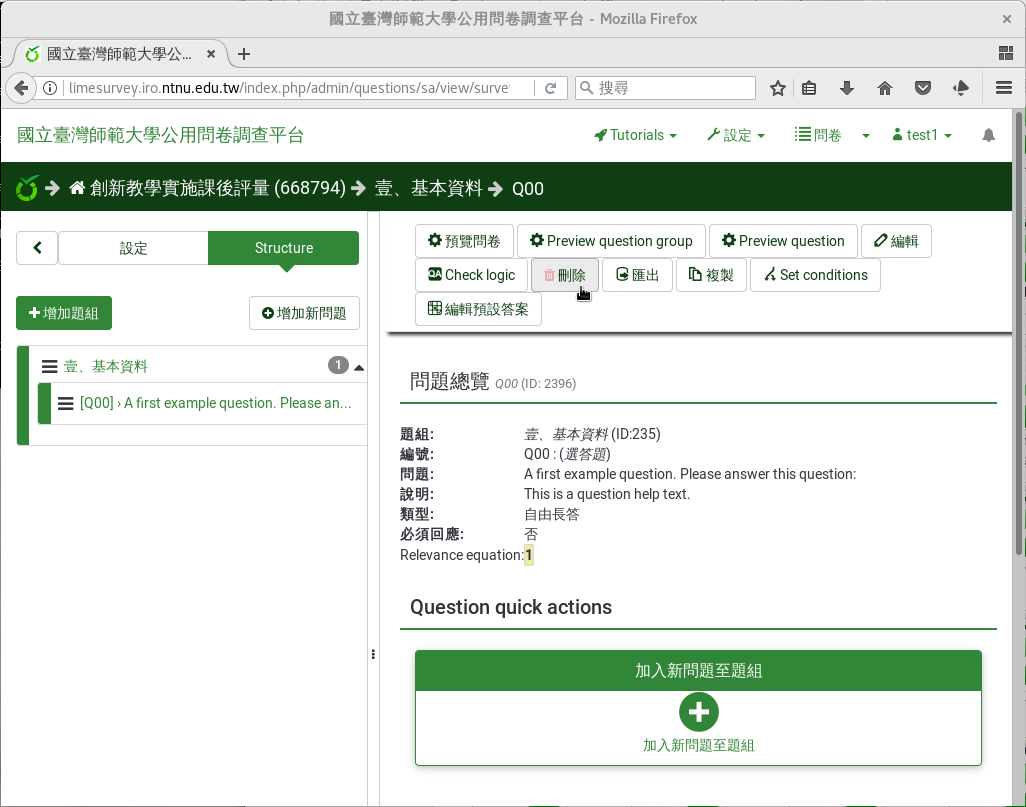 國立臺灣師範大學公用問卷調查平台 - Mozilla Firefox
國立臺灣師範大學公...
limesurvey.iro.ntnu.edu.tw/index.php/admin/questions/sa/view/surve
搜尋
國立臺灣師範大學公用問卷調查平台
Tutorials
設定
問卷
test1
創新教學實施課後評量 (668794)
壹、基本資料
Q00
設定
Structure
預覽問卷
Preview question group
Preview question
編輯
Check logic
刪除
匯出
複製
Set conditions
編輯預設答案
增加題組
增加新問題
壹、基本資料
1
[Q00] › A first example question. Please an...
問題總覽 Q00 (ID: 2396)
題組: 壹、基本資料 (ID:235)
編號: Q00 : (選答題)
問題: A first example question. Please answer this question:
說明: This is a question help text.
類型: 自由長答
必須回應: 否
Relevance equation: 1
Question quick actions
加入新問題至題組
加入新問題至題組